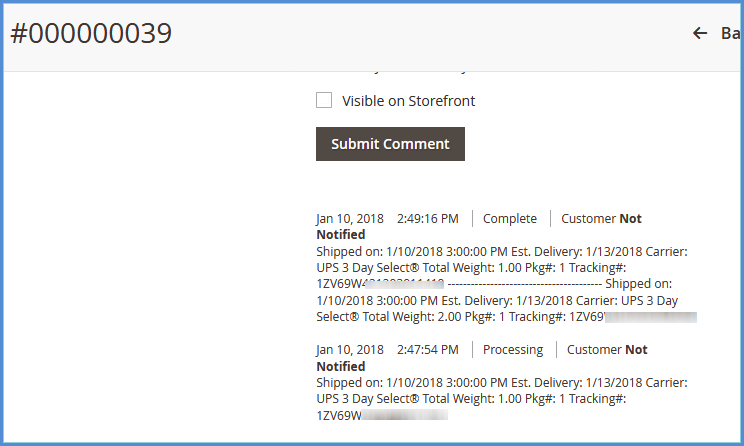 #000000039
← Ba
Visible on Storefront
Submit Comment
Jan 10, 2018 2:49:16 PM Complete Customer Not
Notified
Shipped on: 1/10/2018 3:00:00 PM Est. Delivery: 1/13/2018 Carrier:
UPS 3 Day Select® Total Weight: 1.00 Pkg#: 1 Tracking#:
1ZV69W ---------------------------------------- Shipped on:
1/10/2018 3:00:00 PM Est. Delivery: 1/13/2018 Carrier: UPS 3 Day
Select® Total Weight: 2.00 Pkg#: 1 Tracking#: 1ZV69
Jan 10, 2018 2:47:54 PM Processing Customer Not
Notified
Shipped on: 1/10/2018 3:00:00 PM Est. Delivery: 1/13/2018 Carrier:
UPS 3 Day Select® Total Weight: 1.00 Pkg#: 1 Tracking#:
1ZV69W